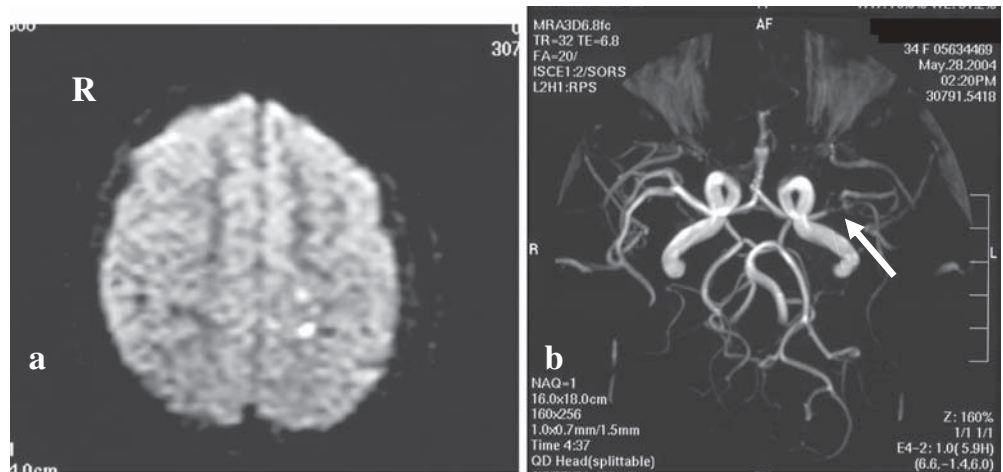 307
R
a
4.0cm
MRA3D6.8fc
TR=32 TE=6.8
FA=20/
ISCE1:2/SORS
L2H1:RPS
AF
34 F 05634469
May.28.2004
02:20PM
30791.5418
R
L
b
NAQ=1
16.0x18.0cm
160x256
1.0x0.7mm/1.5mm
Time 4:37
QD Head(splittable)
Z: 160%
1/1 1/1
E4-2: 1.0( 5.9H)
(6.6,-1.4,6.0)